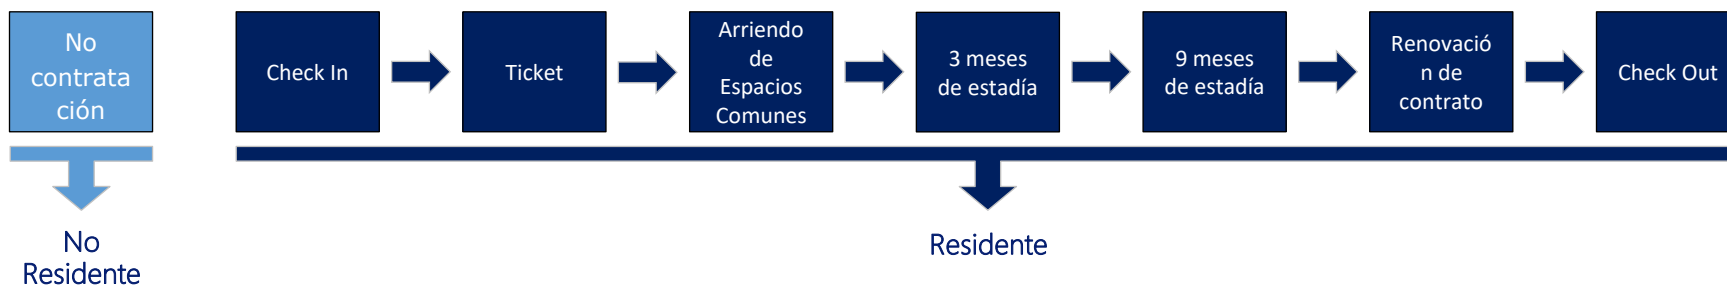 No
contrata
ción
Check In
Ticket
Arriendo
de
Espacios
Comunes
3 meses
de estadía
9 meses
de estadía
Renovació
n de
contrato
Check Out
No
Residente
Residente